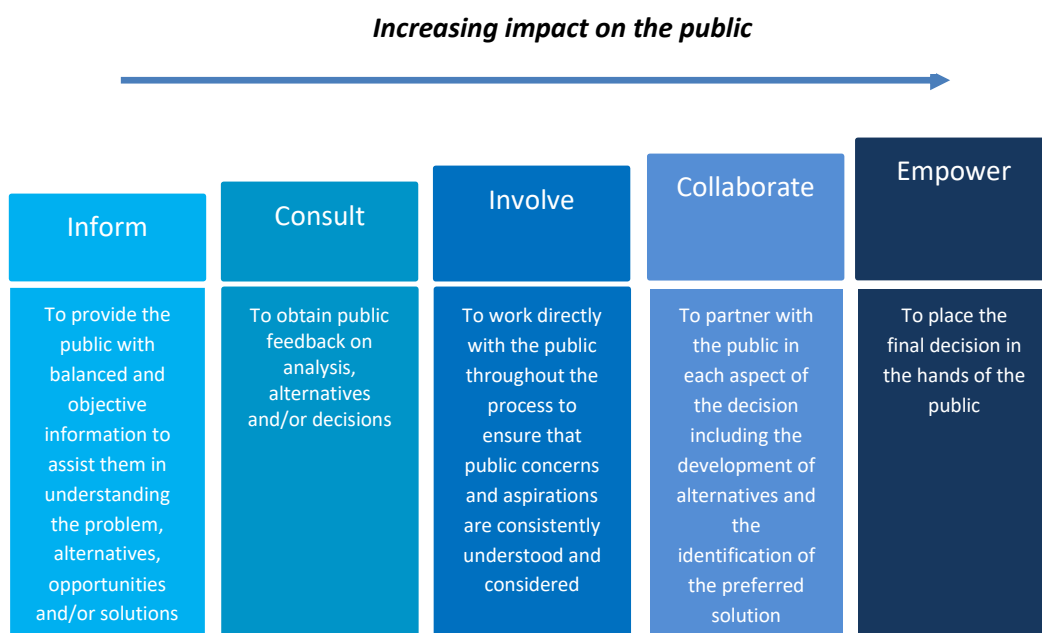 Increasing impact on the public
Inform
To provide the
public with
balanced and
objective
information to
assist them in
understanding
the problem,
alternatives,
opportunities
and/or solutions
Consult
To obtain public
feedback on
analysis,
alternatives
and/or decisions
Involve
To work directly
with the public
throughout the
process to
ensure that
public concerns
and aspirations
are consistently
understood and
considered
Collaborate
To partner with
the public in
each aspect of
the decision
including the
development of
alternatives and
the
identification of
the preferred
solution
Empower
To place the
final decision in
the hands of the
public